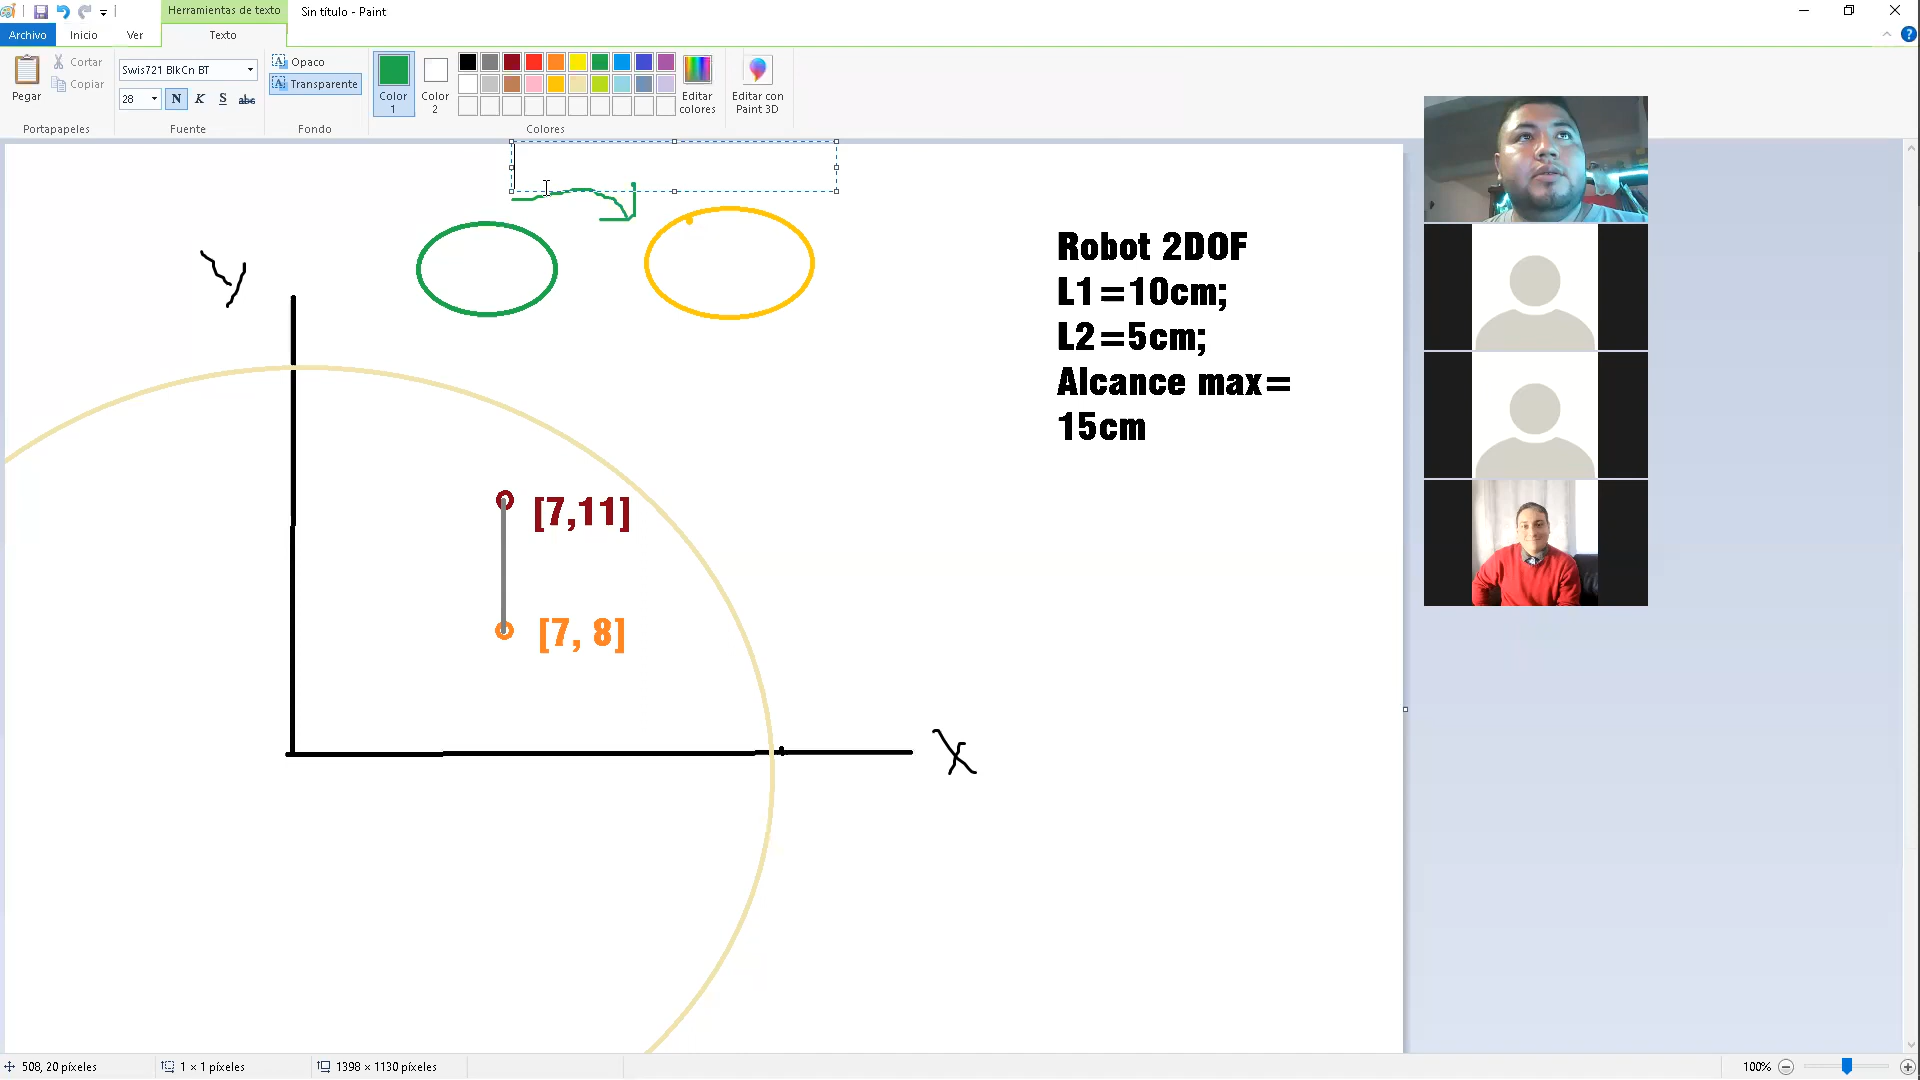 Herramientas de texto
Sin título - Paint
Archivo
Inicio
Ver
Texto
Pegar
Cortar
Copiar
Portapapeles
Swis721 BlkCn BT
28
N
K
S
abc
Fuente
Opaco
Transparente
Fondo
Color 1
Color 2
Editar colores
Editar con Paint 3D
Colores
y
Robot 2DOF
L1=10cm;
L2=5cm;
Alcance max=
15cm
[7,11]
[7, 8]
X
508, 20 píxeles
1 × 1 píxeles
1398 × 1130 píxeles
100%